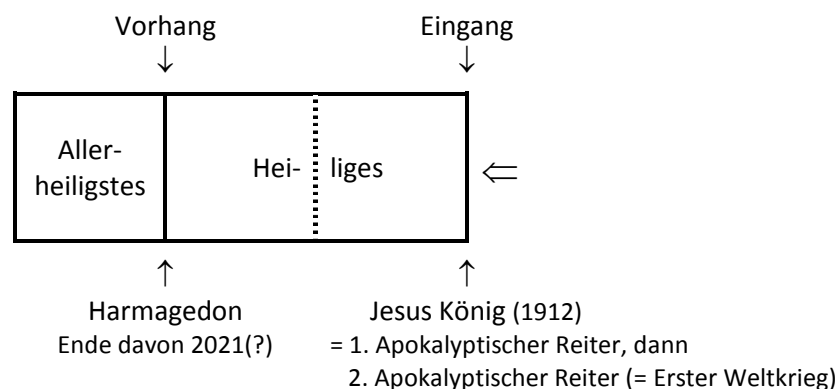 Vorhang Eingang
↓ ↓
Aller- Hei- liges ⇐
heiligstes
↑ ↑
Harmagedon Jesus König (1912)
Ende davon 2021(?) = 1. Apokalyptischer Reiter, dann
2. Apokalyptischer Reiter (= Erster Weltkrieg)